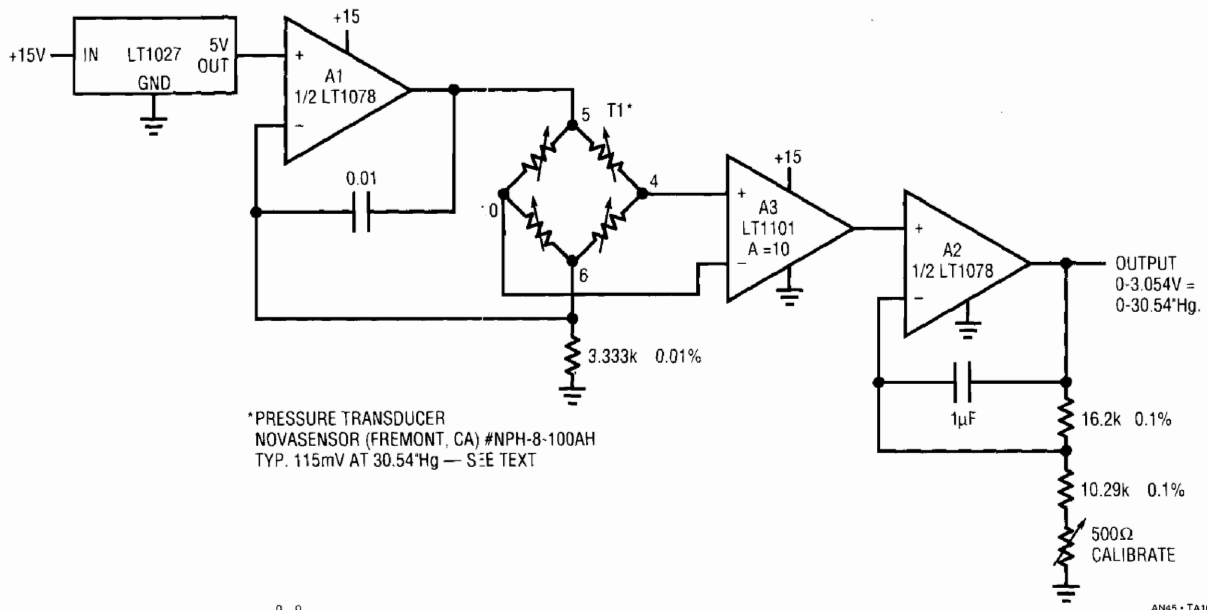 +15V
IN
LT1027
5V
OUT
GND
+15
+
A1
1/2 LT1078
−
0.01
5
T1*
4
0
6
3.333k 0.01%
+15
+
A3
LT1101
A =10
−
+
A2
1/2 LT1078
−
OUTPUT
0-3.054V =
0-30.54"Hg.
1µF
16.2k 0.1%
10.29k 0.1%
500Ω
CALIBRATE
*PRESSURE TRANSDUCER
NOVASENSOR (FREMONT, CA) #NPH-8-100AH
TYP. 115mV AT 30.54"Hg — SEE TEXT